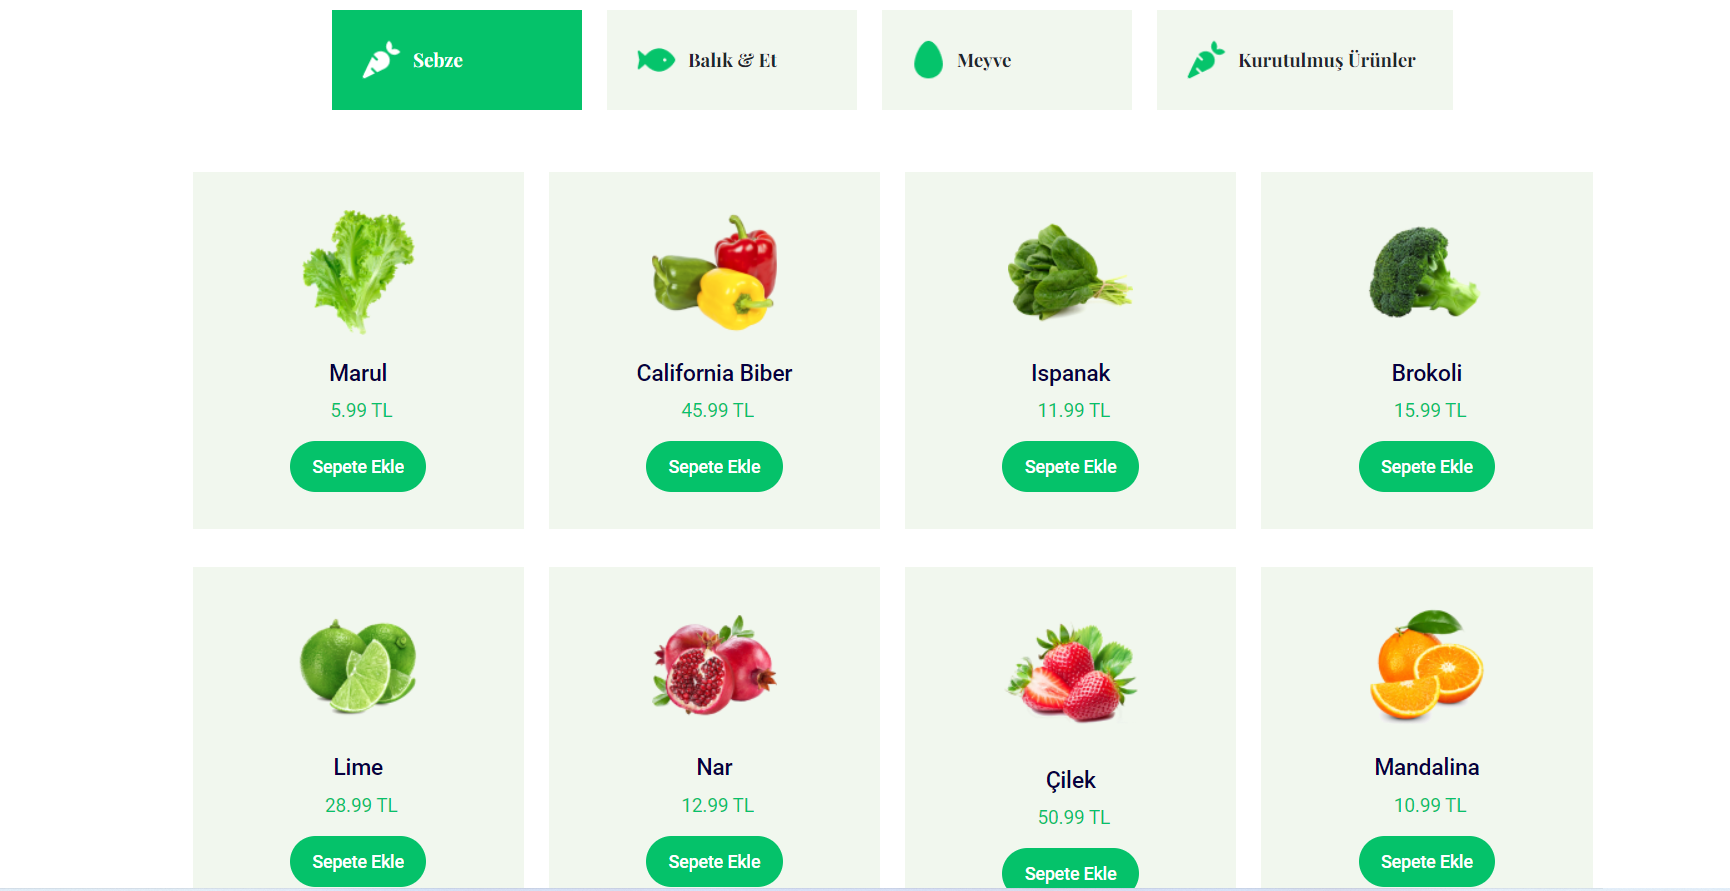 Sebze
Balık & Et
Meyve
Kurutulmuş Ürünler
Marul
5.99 TL
Sepete Ekle
California Biber
45.99 TL
Sepete Ekle
Ispanak
11.99 TL
Sepete Ekle
Brokoli
15.99 TL
Sepete Ekle
Lime
28.99 TL
Sepete Ekle
Nar
12.99 TL
Sepete Ekle
Çilek
50.99 TL
Sepete Ekle
Mandalina
10.99 TL
Sepete Ekle